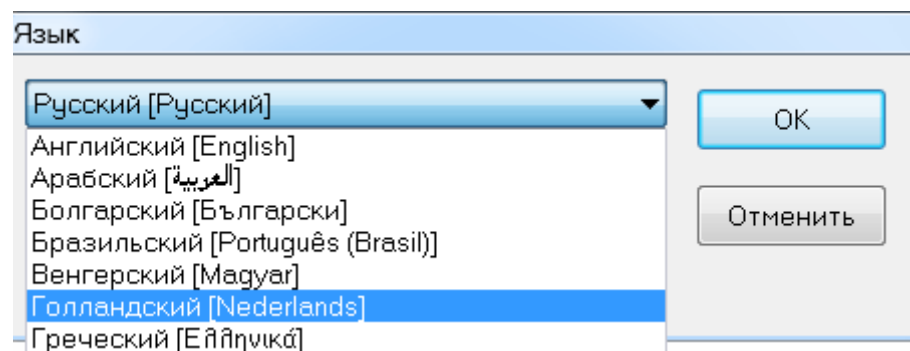 Язык
Русский [Русский]
OK
Английский [English]
Арабский [العربية]
Болгарский [Български]
Бразильский [Português (Brasil)]
Отменить
Венгерский [Magyar]
Голландский [Nederlands]
Греческий [Ελληνικά]